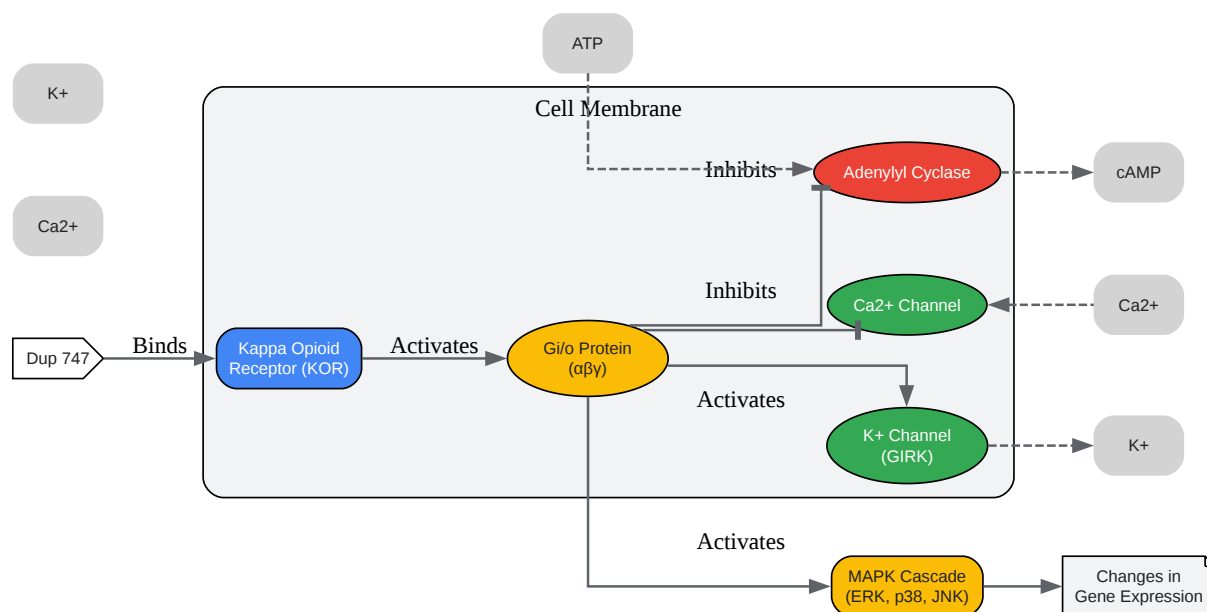 ATP
K+
Cell Membrane
Inhibits
Adenylyl Cyclase
cAMP
Ca2+
Inhibits
Ca2+ Channel
Ca2+
Dup 747
Binds
Kappa Opioid
Receptor (KOR)
Activates
Gi/o Protein
(αβγ)
Activates
K+ Channel
(GIRK)
K+
Activates
MAPK Cascade
(ERK, p38, JNK)
Changes in
Gene Expression